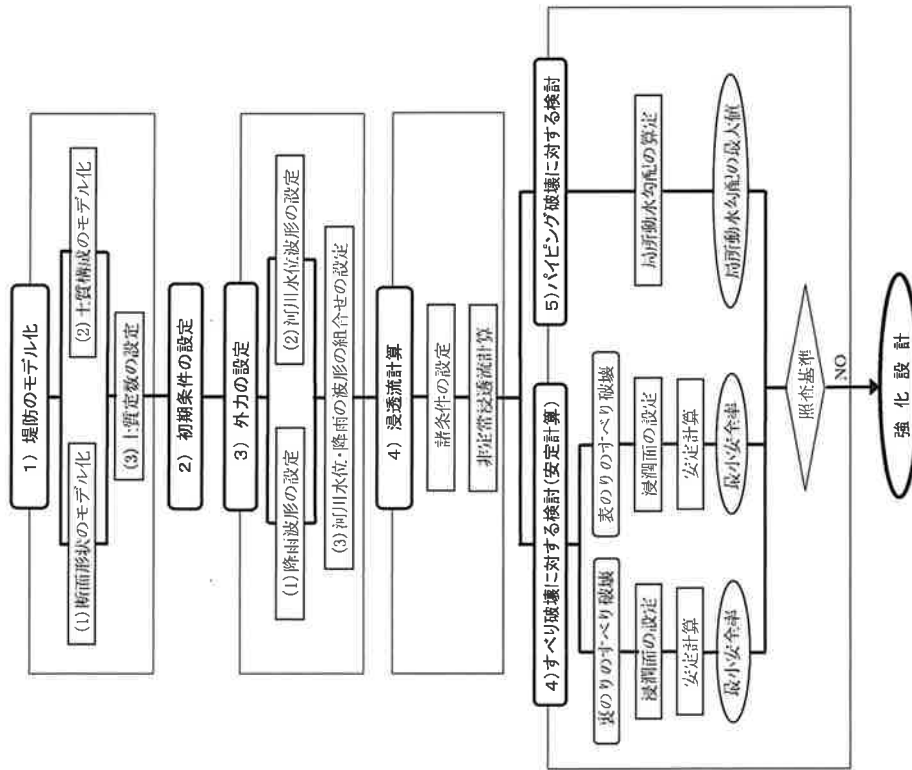 1) 堤防のモデル化
(1)断面形状のモデル化
(2) 土質構成のモデル化
(3) 土質定数の設定
2) 初期条件の設定
3) 外力の設定
(1)降雨波形の設定
(2)河川水位波形の設定
(3)河川水位・降雨の波形の組合せの設定
4) 浸透流計算
諸条件の設定
非定常浸透流計算
4)すべり破壊に対する検討(安定計算)
裏のりのすべり破壊
浸潤面の設定
安定計算
最小安全率
表のりのすべり破壊
浸潤面の設定
安定計算
最小安全率
5)パイピング破壊に対する検討
局所動水勾配の算定
局所動水勾配の最大値
照査基準
NO
強化設計